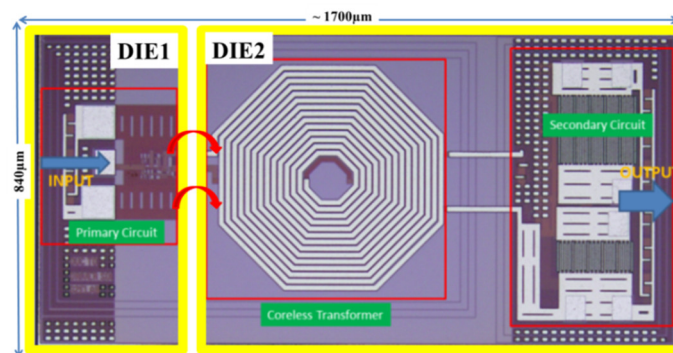 ~ 1700μm
DIE1
DIE2
840μm
INPUT
Primary Circuit
Coreless Transformer
Secondary Circuit
OUTPUT